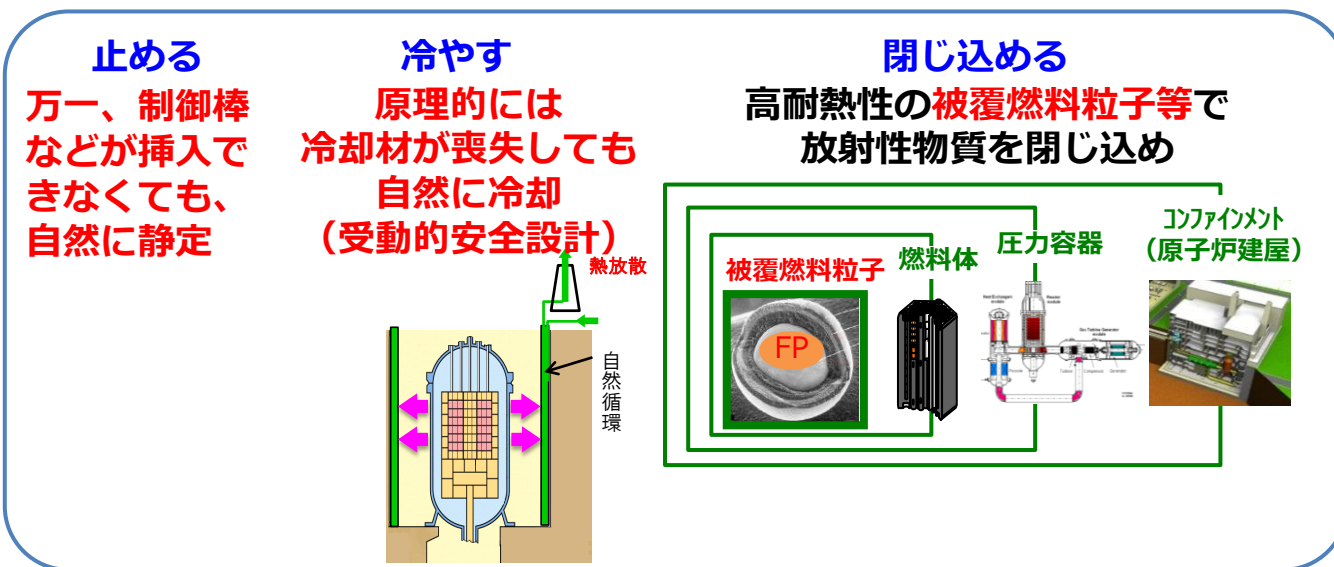 止める
万一、制御棒
などが挿入で
きなくても、
自然に静定
冷やす
原理的には
冷却材が喪失しても
自然に冷却
（受動的安全設計）
熱放散
自然循環
閉じ込める
高耐熱性の被覆燃料粒子等で
放射性物質を閉じ込め
被覆燃料粒子
FP
燃料体
圧力容器
コンファインメント
（原子炉建屋）
Reactor
module
Gas Turbine Generator
module